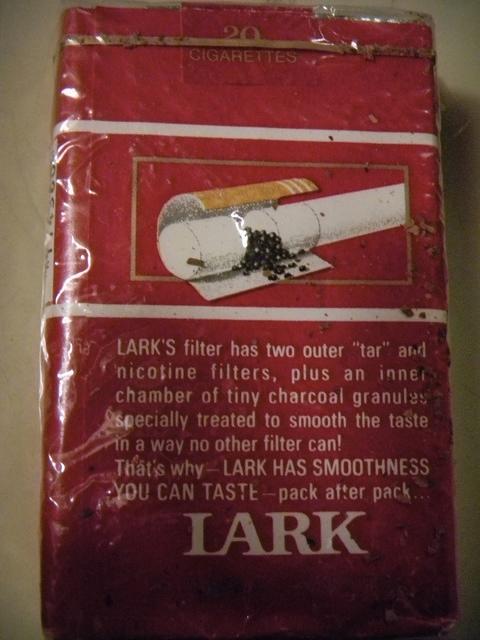 20
CIGARETTES
LARK'S filter has two outer "tar" and
nicotine filters, plus an inner
chamber of tiny charcoal granules
specially treated to smooth the taste
in a way no other filter can!
That's why—LARK HAS SMOOTHNESS
YOU CAN TASTE—pack after pack...
LARK